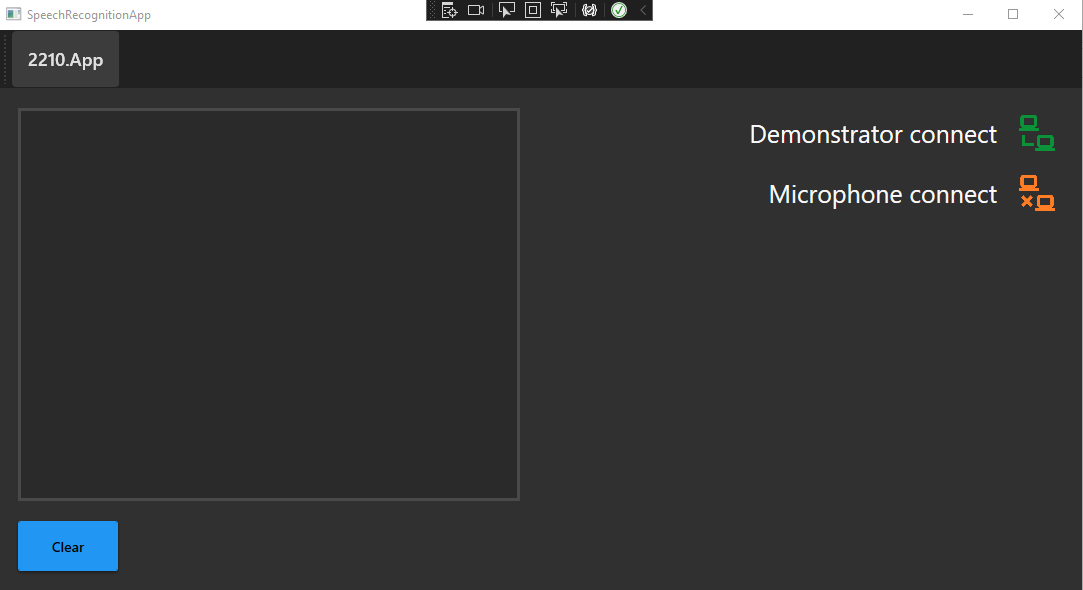 SpeechRecognitionApp
2210.App
Demonstrator connect
Microphone connect
Clear